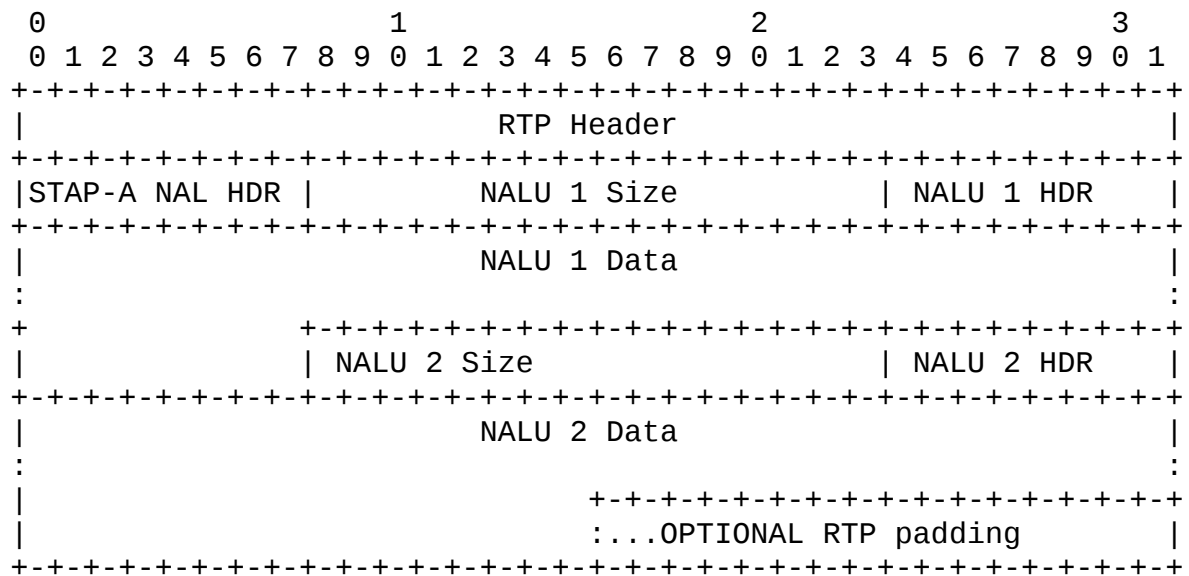 0                   1                   2                   3
 0 1 2 3 4 5 6 7 8 9 0 1 2 3 4 5 6 7 8 9 0 1 2 3 4 5 6 7 8 9 0 1
+-+-+-+-+-+-+-+-+-+-+-+-+-+-+-+-+-+-+-+-+-+-+-+-+-+-+-+-+-+-+-+-+
|                          RTP Header                           |
+-+-+-+-+-+-+-+-+-+-+-+-+-+-+-+-+-+-+-+-+-+-+-+-+-+-+-+-+-+-+-+-+
|STAP-A NAL HDR |         NALU 1 Size           | NALU 1 HDR    |
+-+-+-+-+-+-+-+-+-+-+-+-+-+-+-+-+-+-+-+-+-+-+-+-+-+-+-+-+-+-+-+-+
|                         NALU 1 Data                           |
:                                                               :
+               +-+-+-+-+-+-+-+-+-+-+-+-+-+-+-+-+-+-+-+-+-+-+-+-+
|               | NALU 2 Size                   | NALU 2 HDR    |
+-+-+-+-+-+-+-+-+-+-+-+-+-+-+-+-+-+-+-+-+-+-+-+-+-+-+-+-+-+-+-+-+
|                         NALU 2 Data                           |
:                                                               :
|                               +-+-+-+-+-+-+-+-+-+-+-+-+-+-+-+-+
|                               :...OPTIONAL RTP padding        |
+-+-+-+-+-+-+-+-+-+-+-+-+-+-+-+-+-+-+-+-+-+-+-+-+-+-+-+-+-+-+-+-+